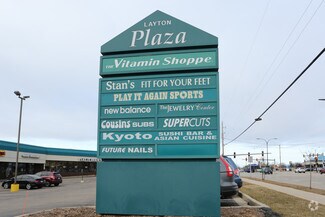 LAYTON
Plaza
THE Vitamin Shoppe
Stan's FIT FOR YOUR FEET
PLAY IT AGAIN SPORTS
new balance The JEWELRY Center
Cousins SUBS SUPERCUTS
Kyoto SUSHI BAR & ASIAN CUISINE
FUTURE NAILS